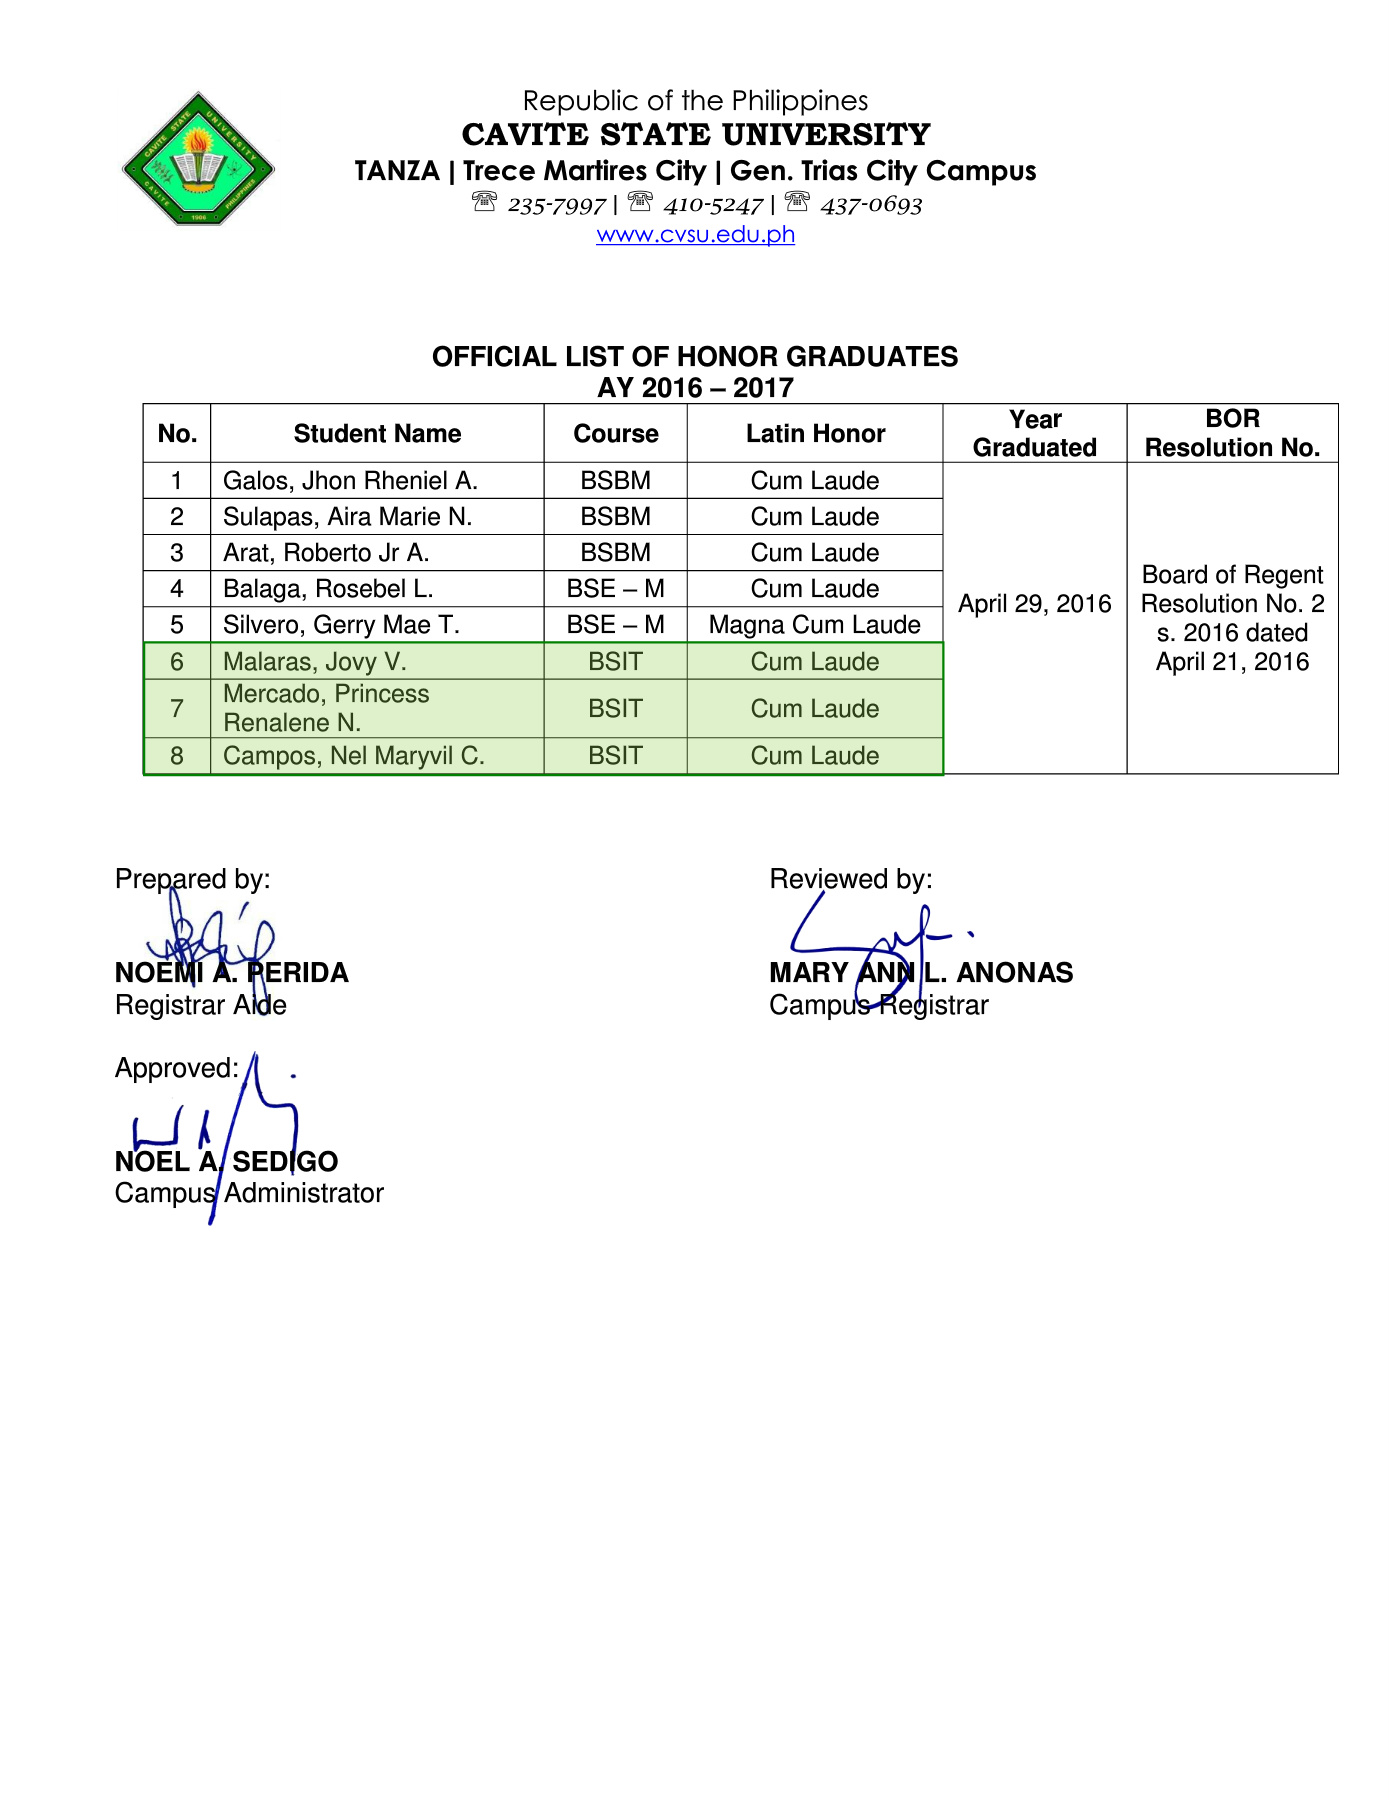 CAVITE STATE UNIVERSITY
CAVITE PHILIPPINES
1906
Republic of the Philippines
CAVITE STATE UNIVERSITY
TANZA | Trece Martires City | Gen. Trias City Campus
☏ 235-7997 | ☏ 410-5247 | ☏ 437-0693
www.cvsu.edu.ph
OFFICIAL LIST OF HONOR GRADUATES
AY 2016 – 2017
No. Student Name Course Latin Honor Year Graduated BOR Resolution No.
1 Galos, Jhon Rheniel A. BSBM Cum Laude
2 Sulapas, Aira Marie N. BSBM Cum Laude
3 Arat, Roberto Jr A. BSBM Cum Laude
4 Balaga, Rosebel L. BSE – M Cum Laude
5 Silvero, Gerry Mae T. BSE – M Magna Cum Laude
6 Malaras, Jovy V. BSIT Cum Laude
7 Mercado, Princess Renalene N. BSIT Cum Laude
8 Campos, Nel Maryvil C. BSIT Cum Laude
April 29, 2016
Board of Regent
Resolution No. 2
s. 2016 dated
April 21, 2016
Prepared by:
NOEMI A. PERIDA
Registrar Aide
Reviewed by:
MARY ANN L. ANONAS
Campus Registrar
Approved:
NOEL A. SEDIGO
Campus Administrator